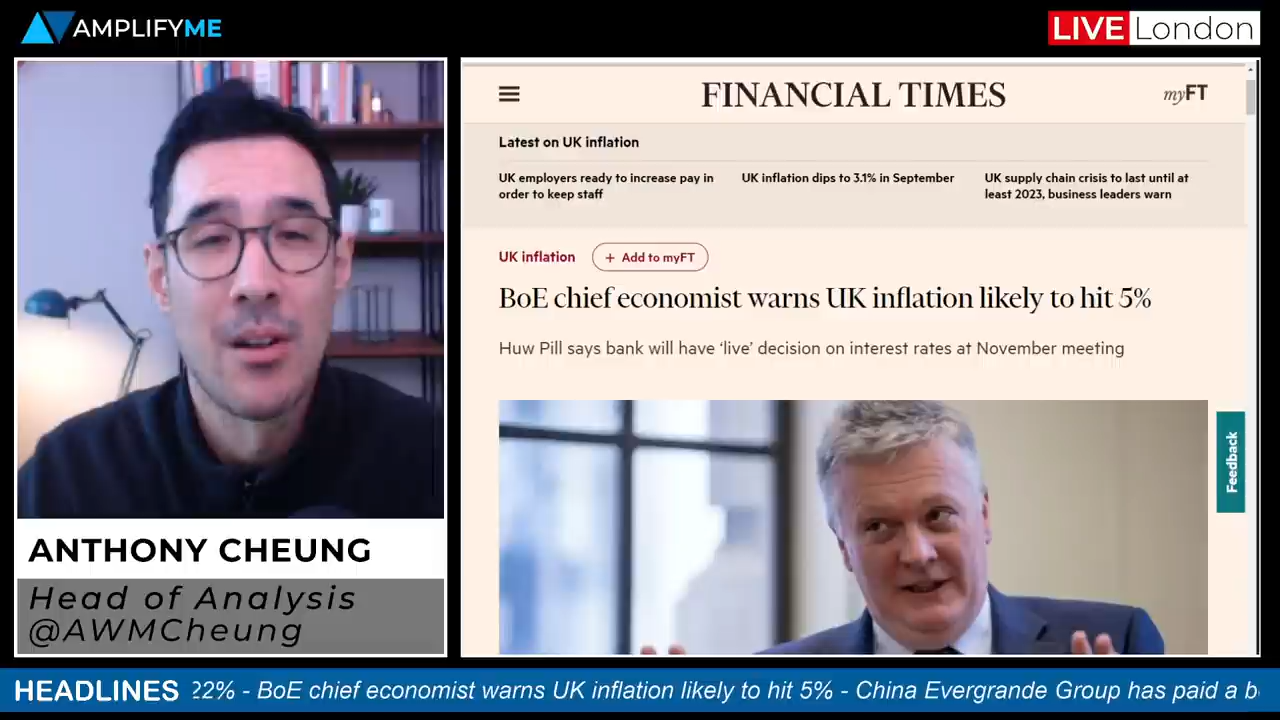 AMPLIFYME
LIVE London
FINANCIAL TIMES
myFT
Latest on UK inflation
UK employers ready to increase pay in
order to keep staff
UK inflation dips to 3.1% in September
UK supply chain crisis to last until at
least 2023, business leaders warn
UK inflation
+ Add to myFT
BoE chief economist warns UK inflation likely to hit 5%
Huw Pill says bank will have ‘live’ decision on interest rates at November meeting
Feedback
ANTHONY CHEUNG
Head of Analysis
@AWMCheung
HEADLINES 22% - BoE chief economist warns UK inflation likely to hit 5% - China Evergrande Group has paid a b